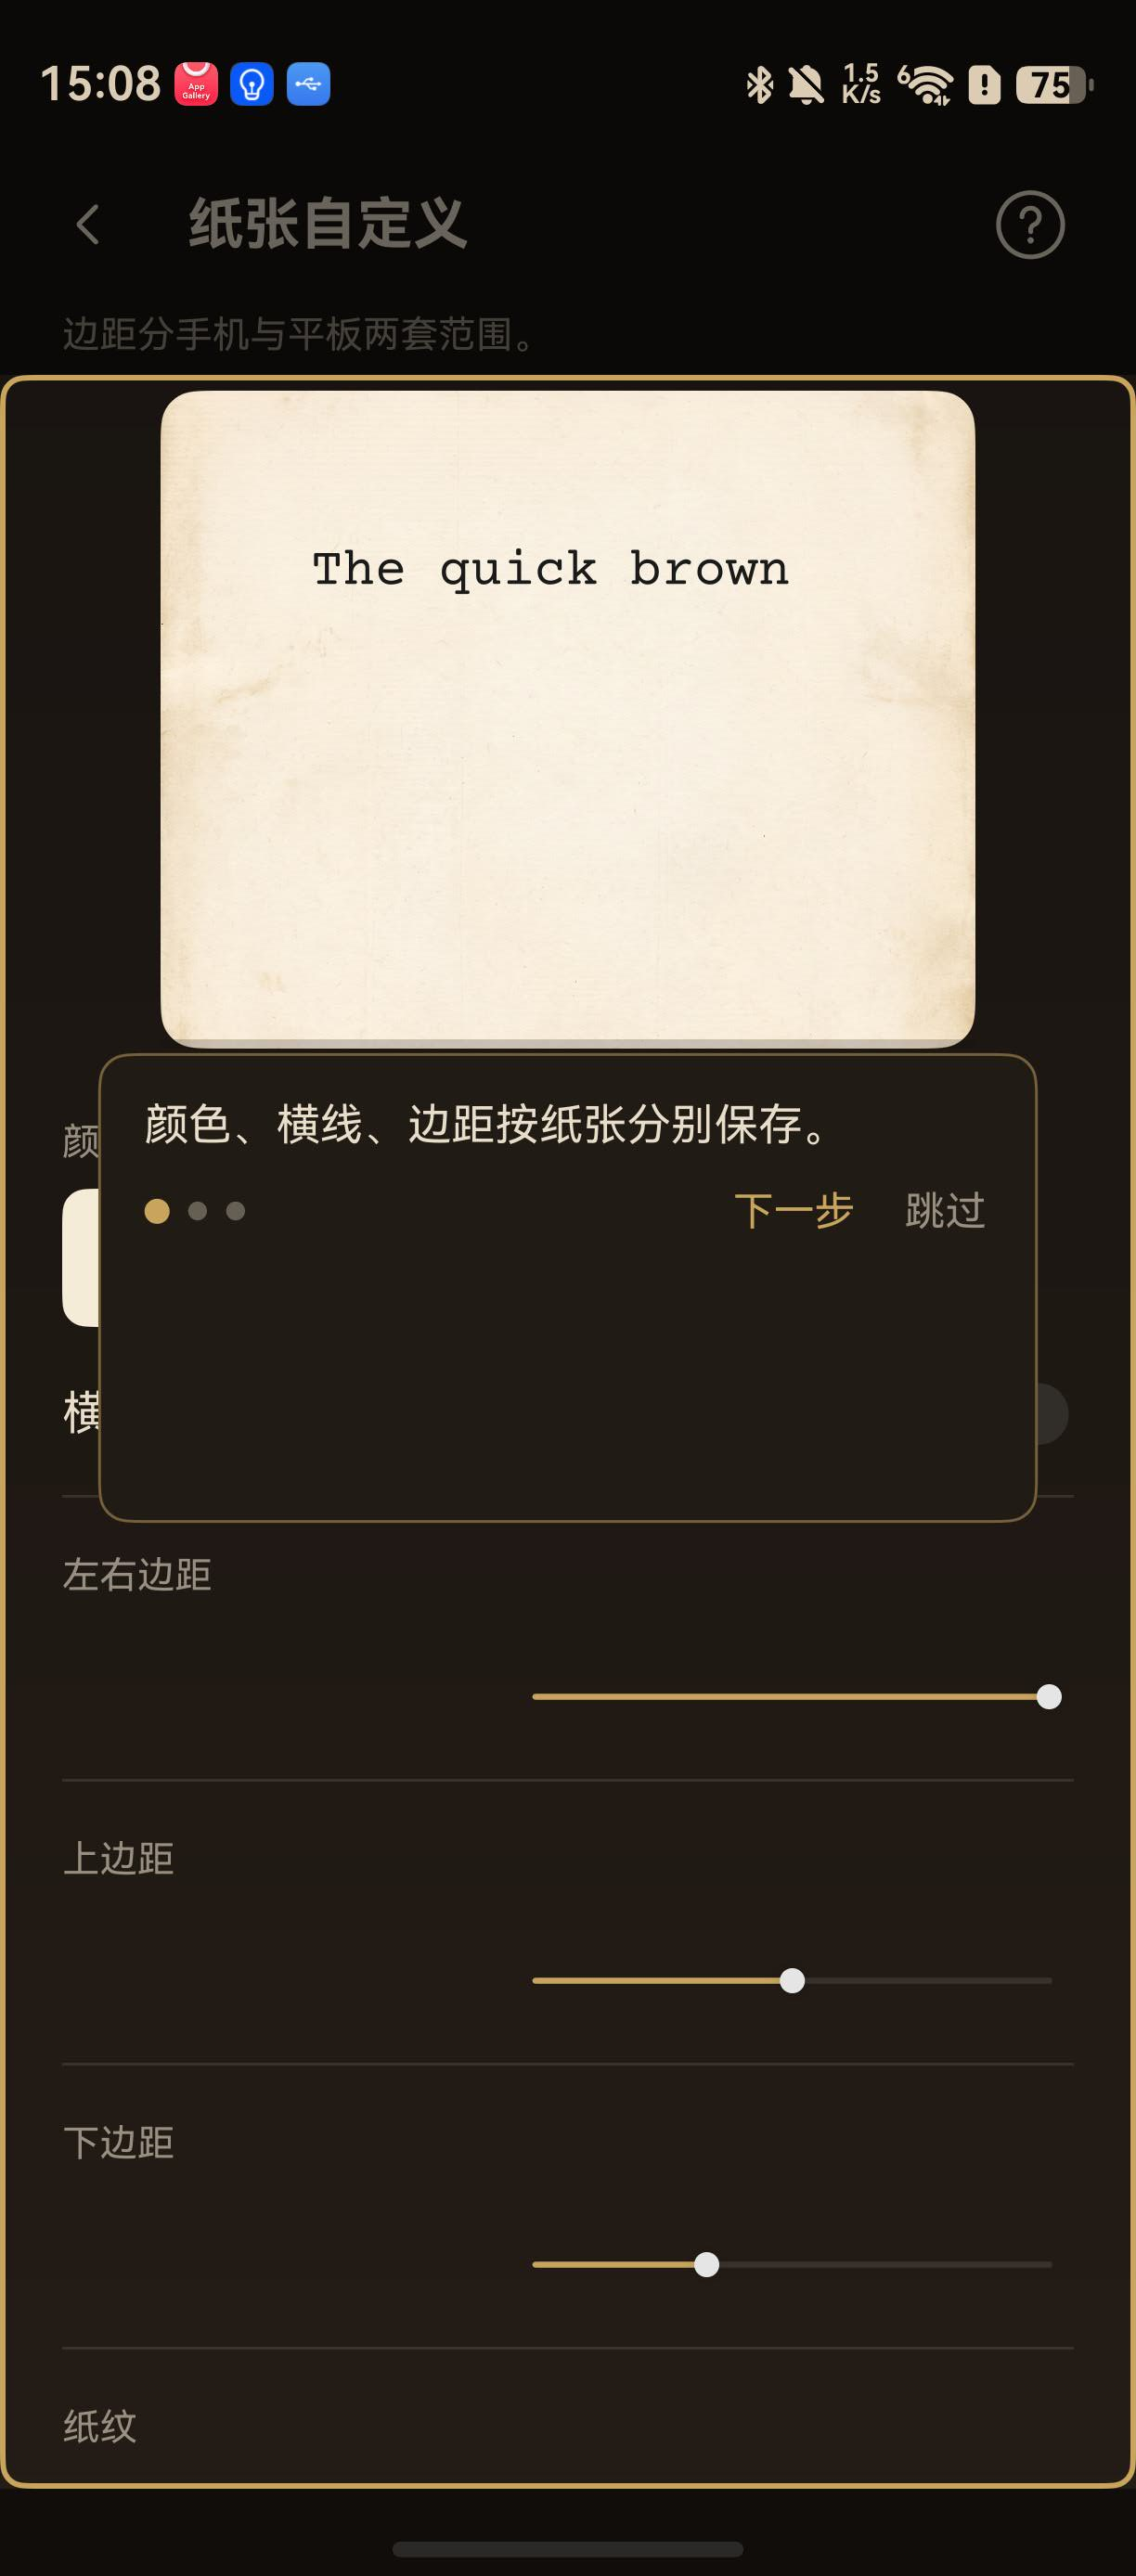 15:08
App Gallery
1.5 K/s
6
75
纸张自定义
边距分手机与平板两套范围。
The quick brown
颜色、横线、边距按纸张分别保存。
下一步 跳过
颜
横
左右边距
上边距
下边距
纸纹